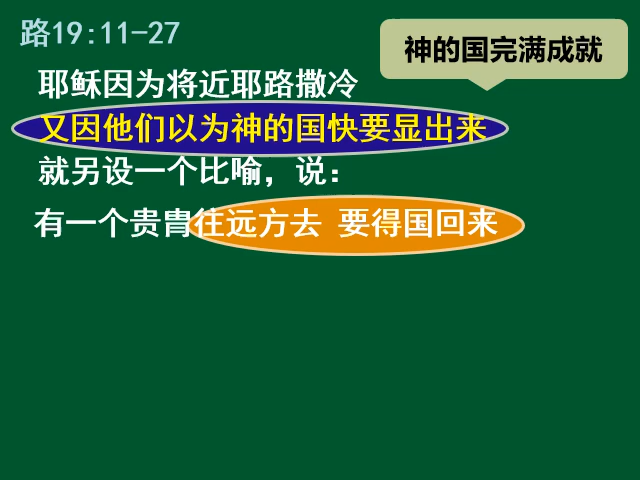 路19:11-27
神的国完满成就
耶稣因为将近耶路撒冷
又因他们以为神的国快要显出来
就另设一个比喻，说：
有一个贵胄往远方去 要得国回来